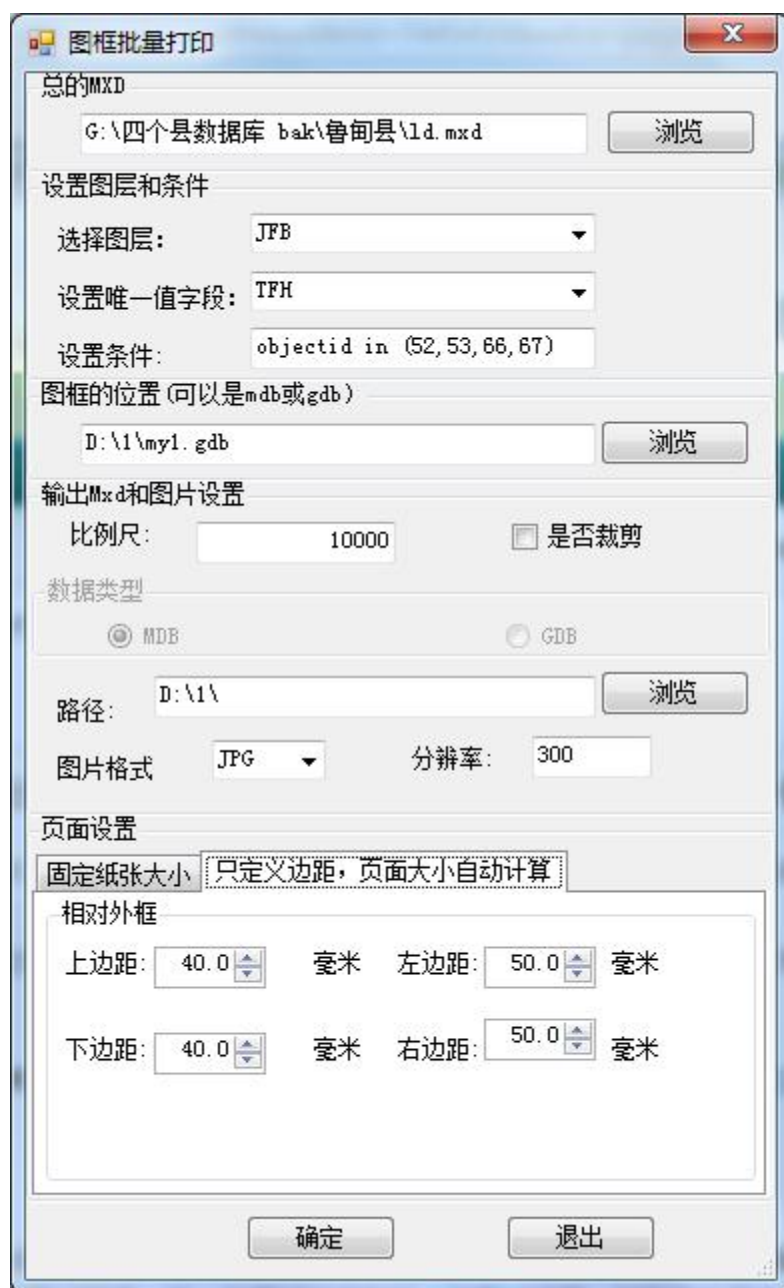 图框批量打印
总的MXD
G:\四个县数据库 bak\鲁甸县\ld.mxd 浏览
设置图层和条件
选择图层: JFB
设置唯一值字段: TFH
设置条件: objectid in (52,53,66,67)
图框的位置(可以是mdb或gdb)
D:\1\my1.gdb 浏览
输出Mxd和图片设置
比例尺: 10000 是否裁剪
数据类型
MDB GDB
路径: D:\1\ 浏览
图片格式 JPG 分辨率: 300
页面设置
固定纸张大小 只定义边距，页面大小自动计算
相对外框
上边距: 40.0 毫米 左边距: 50.0 毫米
下边距: 40.0 毫米 右边距: 50.0 毫米
确定 退出